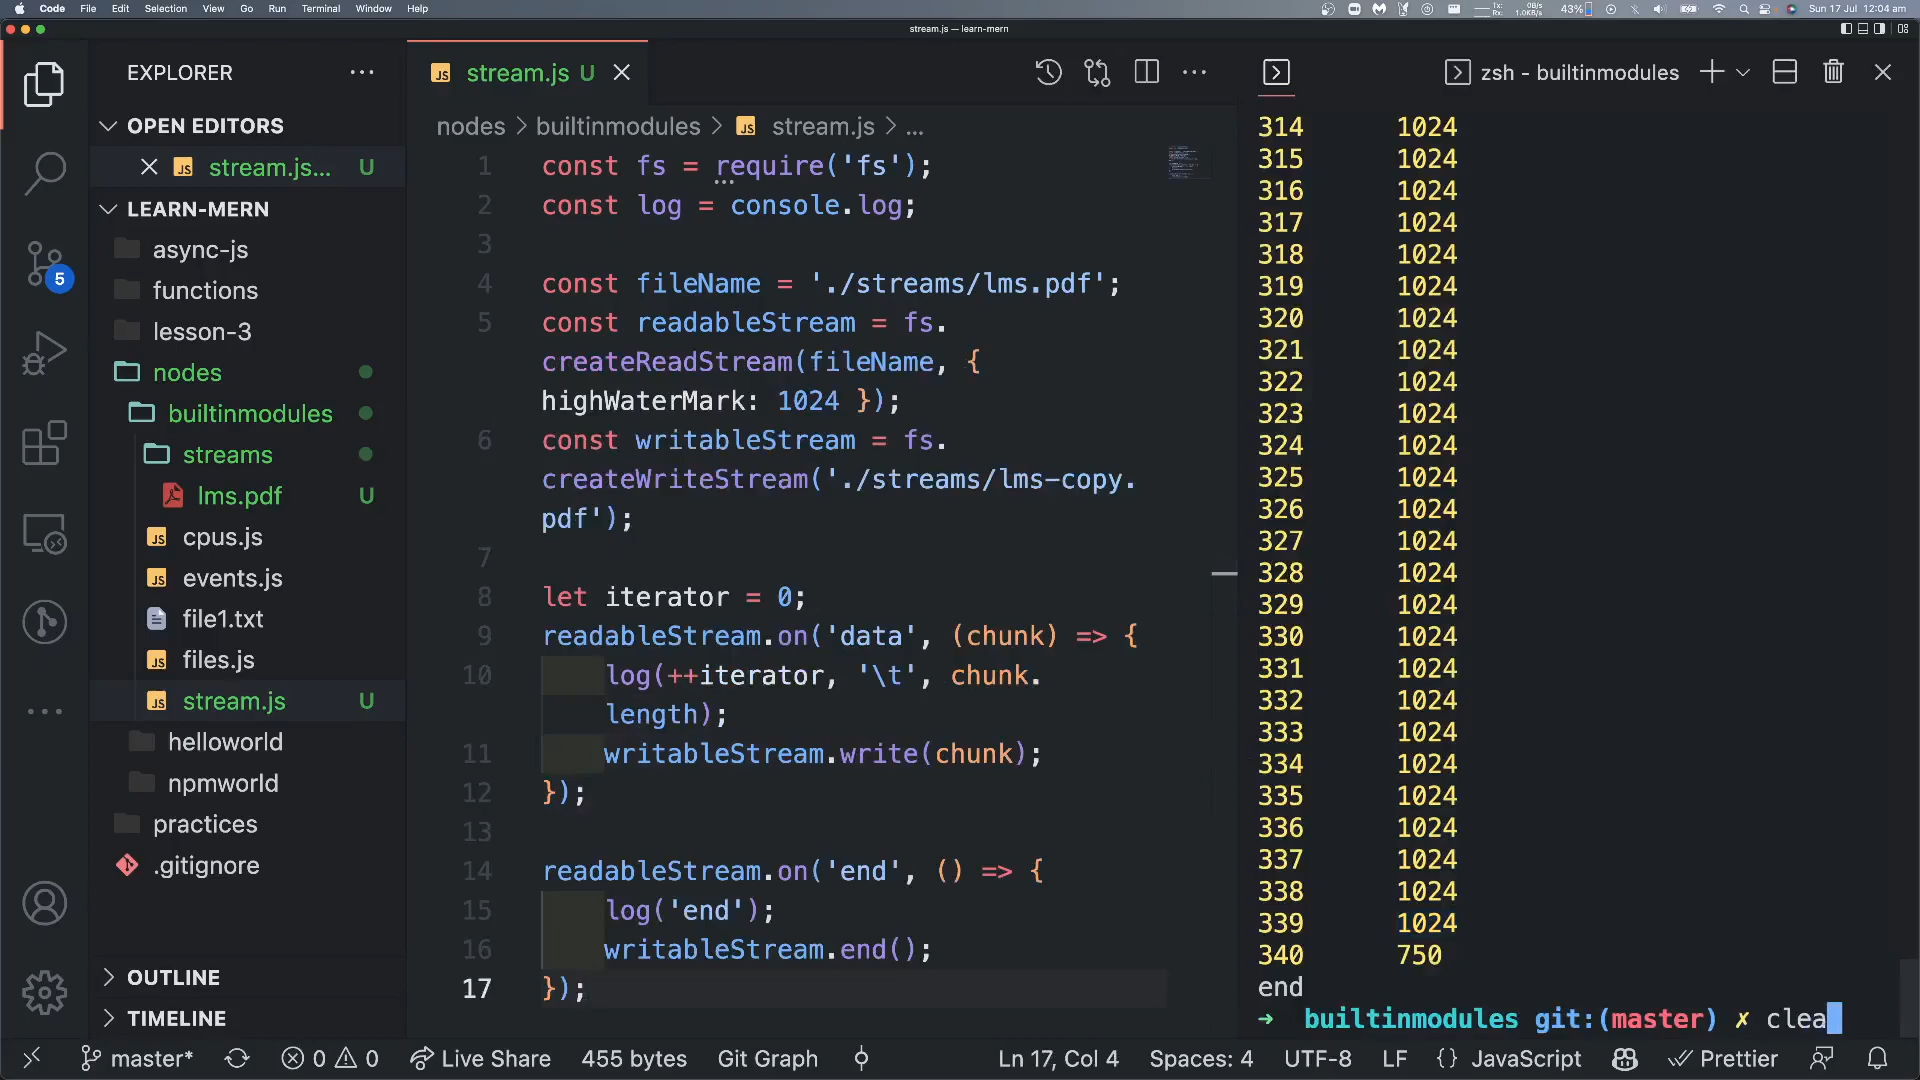 Code File Edit Selection View Go Run Terminal Window Help
43% Sun 17 Jul 12:04 am
stream.js — learn-mern
EXPLORER
OPEN EDITORS
stream.js... U
LEARN-MERN
async-js
functions
lesson-3
nodes
builtinmodules
streams
lms.pdf U
cpus.js
events.js
file1.txt
files.js
stream.js U
helloworld
npmworld
practices
.gitignore
OUTLINE
TIMELINE
5
stream.js U
nodes > builtinmodules > stream.js > ...
1 const fs = require('fs');
2 const log = console.log;
3
4 const fileName = './streams/lms.pdf';
5 const readableStream = fs.
createReadStream(fileName, {
highWaterMark: 1024 });
6 const writableStream = fs.
createWriteStream('./streams/lms-copy.
pdf');
7
8 let iterator = 0;
9 readableStream.on('data', (chunk) => {
10 log(++iterator, '\t', chunk.
length);
11 writableStream.write(chunk);
12 });
13
14 readableStream.on('end', () => {
15 log('end');
16 writableStream.end();
17 });
zsh - builtinmodules
314 1024
315 1024
316 1024
317 1024
318 1024
319 1024
320 1024
321 1024
322 1024
323 1024
324 1024
325 1024
326 1024
327 1024
328 1024
329 1024
330 1024
331 1024
332 1024
333 1024
334 1024
335 1024
336 1024
337 1024
338 1024
339 1024
340 750
end
→ builtinmodules git:(master) ✗ clea
master* 0 0 Live Share 455 bytes Git Graph Ln 17, Col 4 Spaces: 4 UTF-8 LF {} JavaScript Prettier